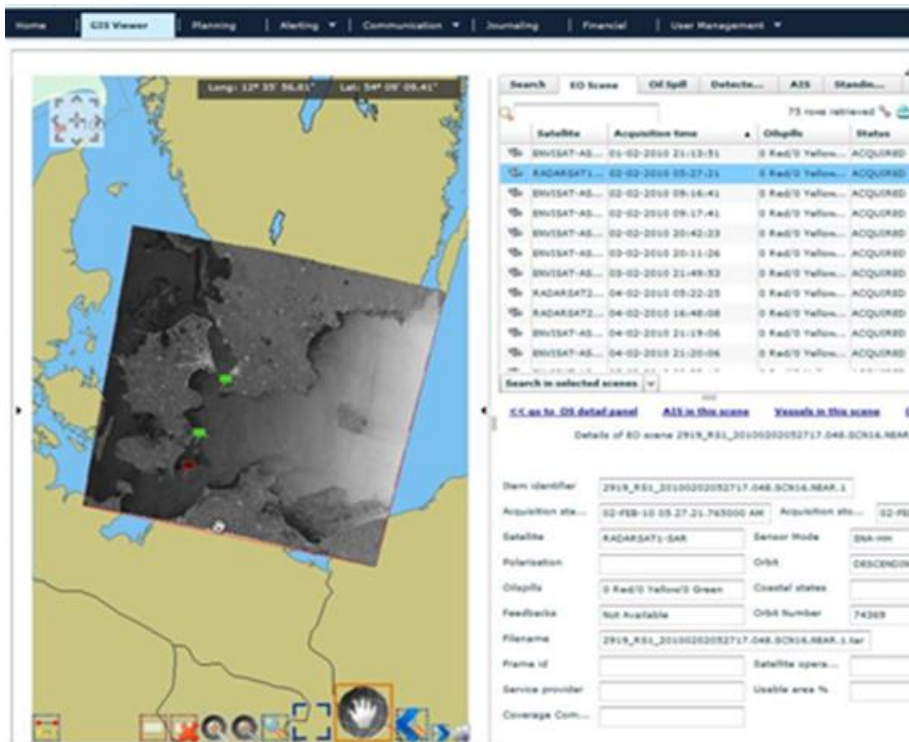 Home GIS Viewer Planning Alerting Communication Journaling Financial User Management
Long: 12° 35' 56.81" Lat: 54° 09' 09.41"
Search EO Scene Oil Spill Detecte... AIS Standin...
75 rows retrieved
Satellite Acquisition time Oilspills Status
ENVISAT-AS... 01-02-2010 21:13:51 0 Red/0 Yellow... ACQUIRED
RADARSAT1... 02-02-2010 05:27:21 0 Red/0 Yellow... ACQUIRED
ENVISAT-AS... 02-02-2010 09:16:41 0 Red/0 Yellow... ACQUIRED
ENVISAT-AS... 02-02-2010 09:17:41 0 Red/0 Yellow... ACQUIRED
ENVISAT-AS... 02-02-2010 20:42:23 0 Red/0 Yellow... ACQUIRED
ENVISAT-AS... 03-02-2010 20:11:26 0 Red/0 Yellow... ACQUIRED
ENVISAT-AS... 03-02-2010 21:49:53 0 Red/0 Yellow... ACQUIRED
RADARSAT2... 04-02-2010 05:22:25 0 Red/0 Yellow... ACQUIRED
RADARSAT2... 04-02-2010 16:48:08 0 Red/0 Yellow... ACQUIRED
ENVISAT-AS... 04-02-2010 21:19:06 0 Red/0 Yellow... ACQUIRED
ENVISAT-AS... 04-02-2010 21:20:06 0 Red/0 Yellow... ACQUIRED
Search in selected scenes
<< go to OS detail panel AIS in this scene Vessels in this scene
Details of EO scene 2919_RS1_20100202052717.048.SCN16.NEAR.
Item identifier 2919_RS1_20100202052717.048.SCN16.NEAR.1
Acquisition sta... 02-FEB-10 05.27.21.765000 AM Acquisition sto... 02-FE
Satellite RADARSAT1-SAR Sensor Mode SNA-HH
Polarisation Orbit DESCENDIN
Oilspills 0 Red/0 Yellow/0 Green Coastal states
Feedbacks Not Available Orbit Number 74369
Filename 2919_RS1_20100202052717.048.SCN16.NEAR.1.tar
Frame id Satellite opera...
Service provider Usable area %
Coverage Com...